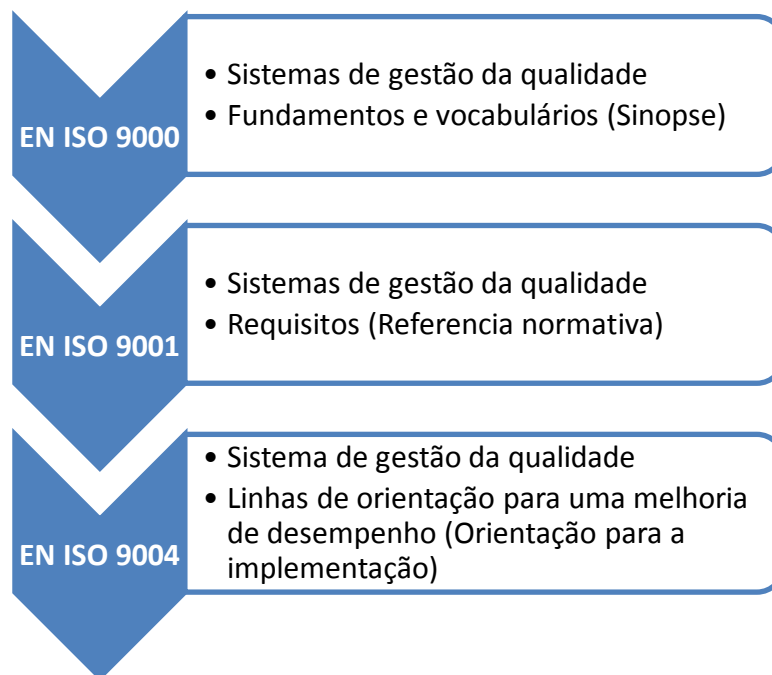 EN ISO 9000
• Sistemas de gestão da qualidade
• Fundamentos e vocabulários (Sinopse)
EN ISO 9001
• Sistemas de gestão da qualidade
• Requisitos (Referencia normativa)
EN ISO 9004
• Sistema de gestão da qualidade
• Linhas de orientação para uma melhoria
de desempenho (Orientação para a
implementação)